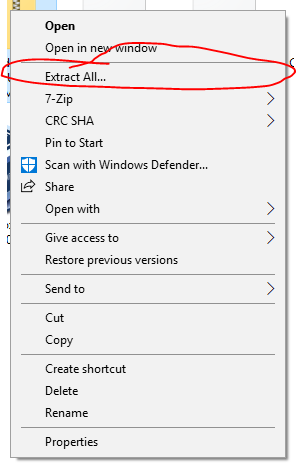 Open
Open in new window
Extract All...
7-Zip
CRC SHA
Pin to Start
Scan with Windows Defender...
Share
Open with
Give access to
Restore previous versions
Send to
Cut
Copy
Create shortcut
Delete
Rename
Properties